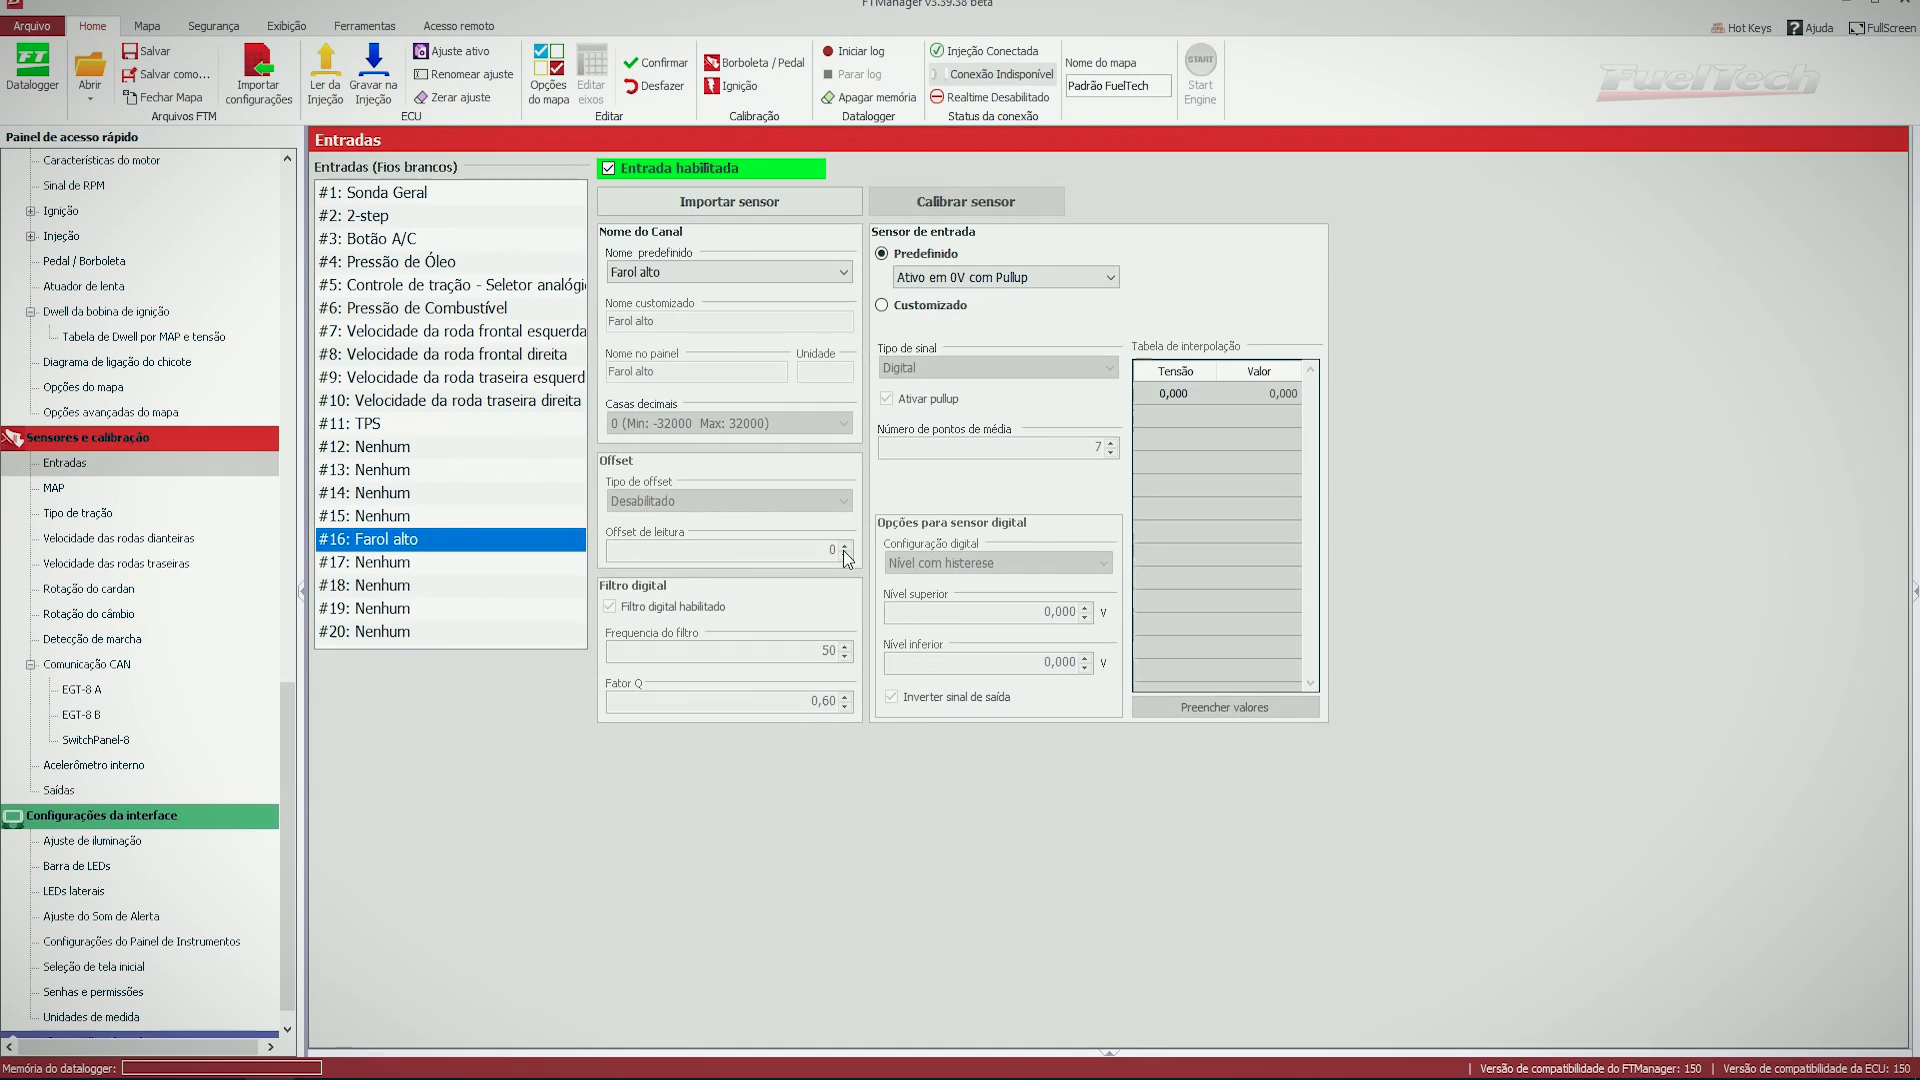 FTManager v3.39.38 beta
Arquivo
Home
Mapa
Segurança
Exibição
Ferramentas
Acesso remoto
Hot Keys
Ajuda
FullScreen
FT
Datalogger
Abrir
Salvar
Salvar como...
Fechar Mapa
Importar
configurações
Arquivos FTM
Ler da
Injeção
Gravar na
Injeção
Ajuste ativo
Renomear ajuste
Zerar ajuste
ECU
Opções
do mapa
Editar
eixos
Confirmar
Desfazer
Editar
Borboleta / Pedal
Ignição
Calibração
Iniciar log
Parar log
Apagar memória
Datalogger
Injeção Conectada
Conexão Indisponível
Realtime Desabilitado
Status da conexão
Nome do mapa
Padrão FuelTech
START
Start
Engine
FuelTech
Painel de acesso rápido
Características do motor
Sinal de RPM
Ignição
Injeção
Pedal / Borboleta
Atuador de lenta
Dwell da bobina de ignição
Tabela de Dwell por MAP e tensão
Diagrama de ligação do chicote
Opções do mapa
Opções avançadas do mapa
Sensores e calibração
Entradas
MAP
Tipo de tração
Velocidade das rodas dianteiras
Velocidade das rodas traseiras
Rotação do cardan
Rotação do câmbio
Detecção de marcha
Comunicação CAN
EGT-8 A
EGT-8 B
SwitchPanel-8
Acelerômetro interno
Saídas
Configurações da interface
Ajuste de iluminação
Barra de LEDs
LEDs laterais
Ajuste do Som de Alerta
Configurações do Painel de Instrumentos
Seleção de tela inicial
Senhas e permissões
Unidades de medida
Entradas
Entradas (Fios brancos)
#1: Sonda Geral
#2: 2-step
#3: Botão A/C
#4: Pressão de Óleo
#5: Controle de tração - Seletor analógi
#6: Pressão de Combustível
#7: Velocidade da roda frontal esquerda
#8: Velocidade da roda frontal direita
#9: Velocidade da roda traseira esquerd
#10: Velocidade da roda traseira direita
#11: TPS
#12: Nenhum
#13: Nenhum
#14: Nenhum
#15: Nenhum
#16: Farol alto
#17: Nenhum
#18: Nenhum
#19: Nenhum
#20: Nenhum
Entrada habilitada
Importar sensor
Calibrar sensor
Nome do Canal
Nome predefinido
Farol alto
Nome customizado
Farol alto
Nome no painel
Unidade
Farol alto
Casas decimais
0 (Min: -32000 Max: 32000)
Offset
Tipo de offset
Desabilitado
Offset de leitura
0
Filtro digital
Filtro digital habilitado
Frequencia do filtro
50
Fator Q
0,60
Sensor de entrada
Predefinido
Ativo em 0V com Pullup
Customizado
Tipo de sinal
Digital
Ativar pullup
Número de pontos de média
7
Opções para sensor digital
Configuração digital
Nível com histerese
Nível superior
0,000 V
Nível inferior
0,000 V
Inverter sinal de saída
Tabela de interpolação
Tensão Valor
0,000 0,000
Preencher valores
Memória do datalogger:
| Versão de compatibilidade do FTManager: 150 | Versão de compatibilidade da ECU: 150